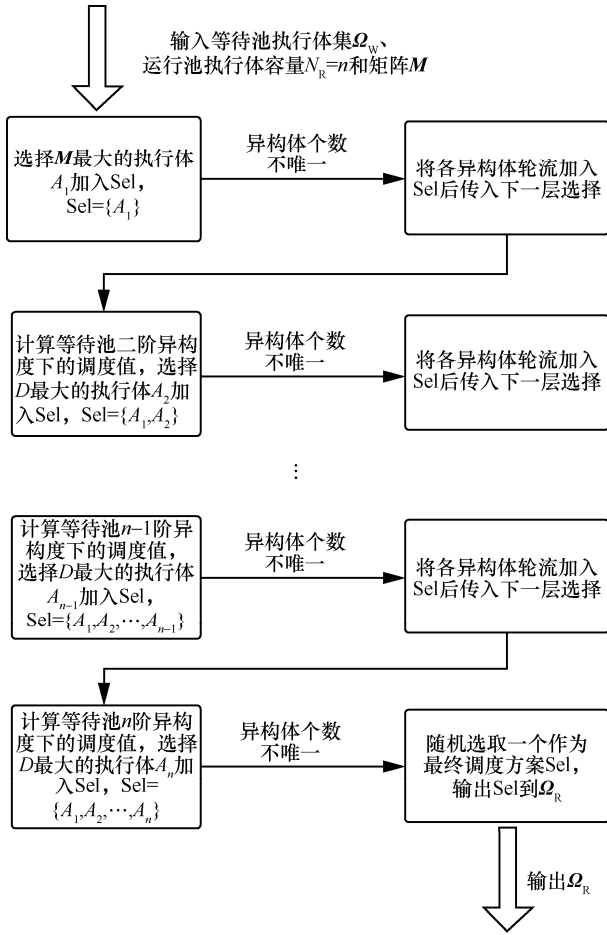 输入等待池执行体集Ω_W、
运行池执行体容量N_R=n和矩阵M
选择M最大的执行体
A_1加入Sel，
Sel={A_1}
异构体个数
不唯一
将各异构体轮流加入
Sel后传入下一层选择
计算等待池二阶异构
度下的调度值，选择
D最大的执行体A_2加
入Sel，Sel={A_1,A_2}
异构体个数
不唯一
将各异构体轮流加入
Sel后传入下一层选择
⋮
计算等待池n−1阶异
构度下的调度值，
选择D最大的执行体
A_{n−1}加入Sel，
Sel={A_1,A_2,⋯,A_{n−1}}
异构体个数
不唯一
将各异构体轮流加入
Sel后传入下一层选择
计算等待池n阶异构
度下的调度值，选择
D最大的执行体A_n加
入Sel，Sel=
{A_1,A_2,⋯,A_n}
异构体个数
不唯一
随机选取一个作为
最终调度方案Sel，
输出Sel到Ω_R
输出Ω_R